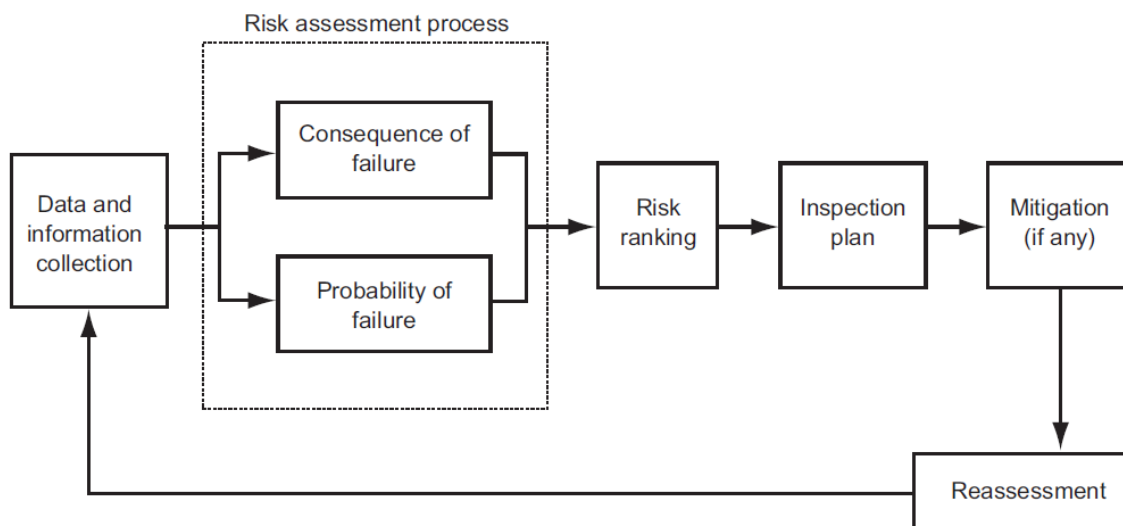 Risk assessment process
Consequence of
failure
Data and
information
collection
Probability of
failure
Risk
ranking
Inspection
plan
Mitigation
(if any)
Reassessment